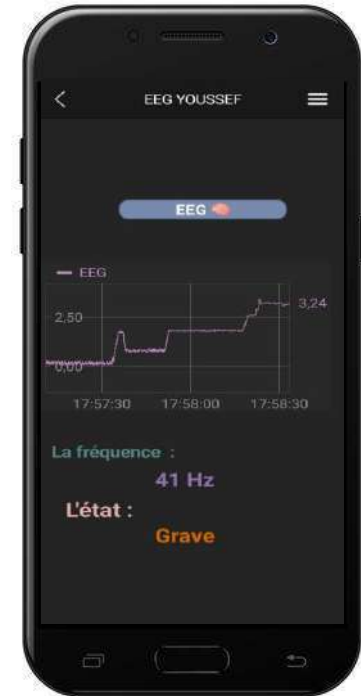 EEG YOUSSEF
EEG 🧠
EEG
2,50
3,24
0,00
17:57:30 17:58:00 17:58:30
La fréquence :
41 Hz
L'état :
Grave